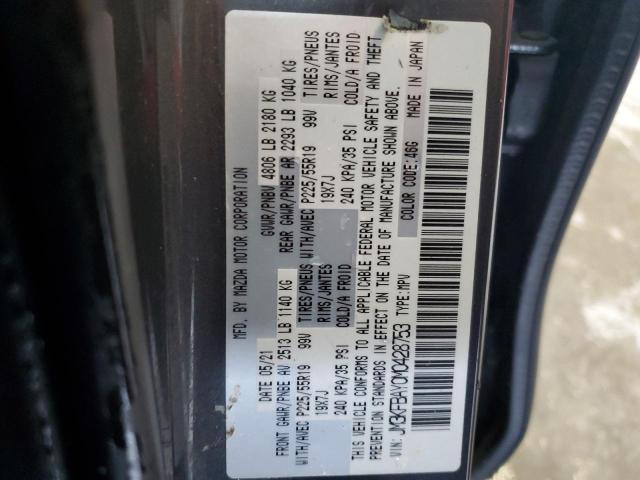 MFD.BY MAZDA MOTOR CORPORATION
DATE 05/21 GVWR/PNBV 4806 LB 2180 KG
FRONT GAWR/PNBE AV 2513 LB 1140 KG REAR GAWR/PNBE AR 2293 LB 1040 KG
WITH/AVEC P225/55R19 99V TIRES/PNEUS WITH/AVEC P225/55R19 99V TIRES/PNEUS
19X7J RIMS/JANTES 19X7J RIMS/JANTES
240 KPA/35 PSI COLD/A FROID 240 KPA/35 PSI COLD/A FROID
THIS VEHICLE CONFORMS TO ALL APPLICABLE FEDERAL MOTOR VEHICLE SAFETY AND THEFT
PREVENTION STANDARDS IN EFFECT ON THE DATE OF MANUFACTURE SHOWN ABOVE.
VIN: JM3KFBAY0M0428753 TYPE:MPV COLOR CODE:46G MADE IN JAPAN